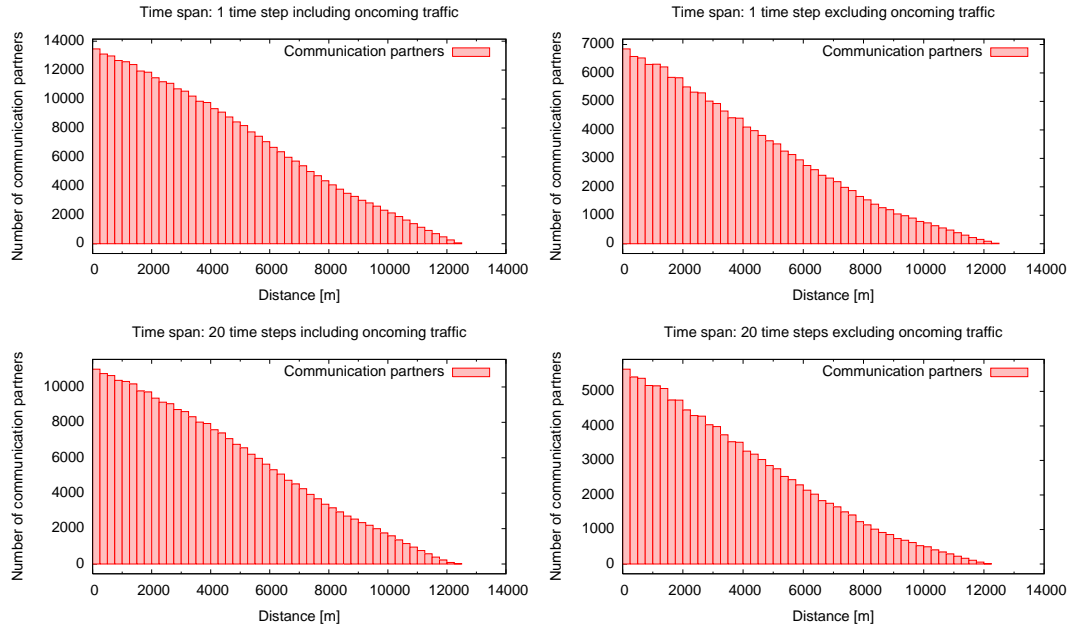 Time span: 1 time step including oncoming traffic
Number of communication partners
14000
12000
10000
8000
6000
4000
2000
0
Communication partners
0 2000 4000 6000 8000 10000 12000 14000
Distance [m]
Time span: 1 time step excluding oncoming traffic
Number of communication partners
7000
6000
5000
4000
3000
2000
1000
0
Communication partners
0 2000 4000 6000 8000 10000 12000 14000
Distance [m]
Time span: 20 time steps including oncoming traffic
Number of communication partners
10000
8000
6000
4000
2000
0
Communication partners
0 2000 4000 6000 8000 10000 12000 14000
Distance [m]
Time span: 20 time steps excluding oncoming traffic
Number of communication partners
5000
4000
3000
2000
1000
0
Communication partners
0 2000 4000 6000 8000 10000 12000 14000
Distance [m]